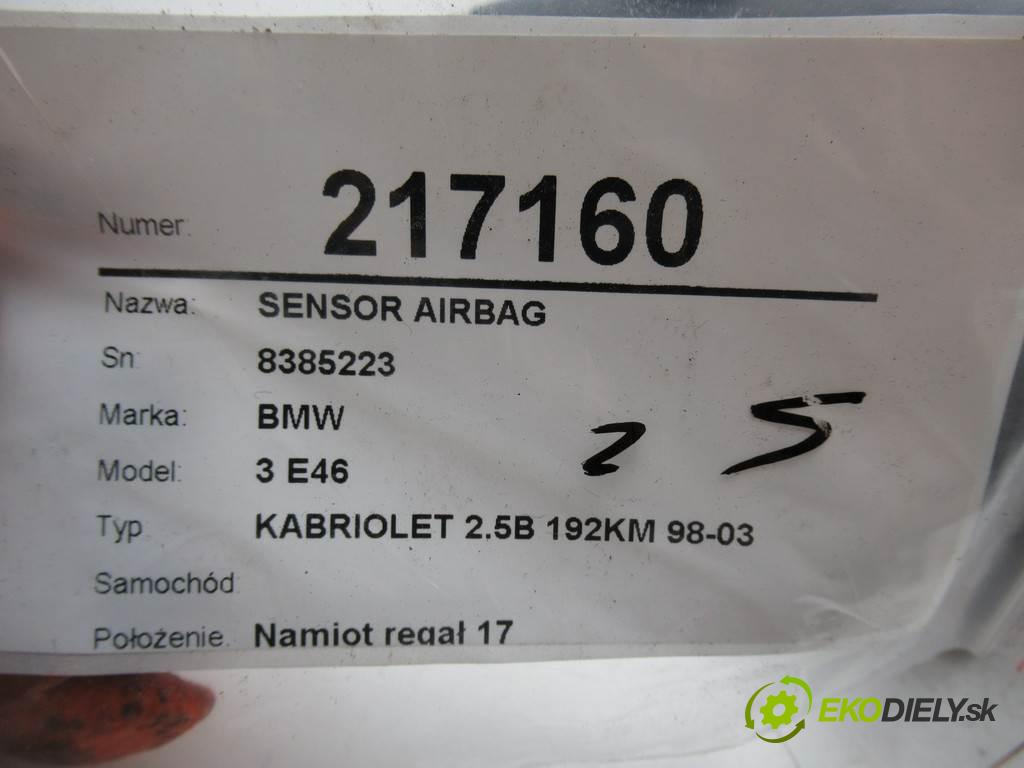 Numer: 217160
Nazwa: SENSOR AIRBAG
Sn: 8385223
Marka: BMW
Model: 3 E46
Typ KABRIOLET 2.5B 192KM 98-03
Samochód
Położenie. Namiot regał 17
2 5
EKODIELY.sk